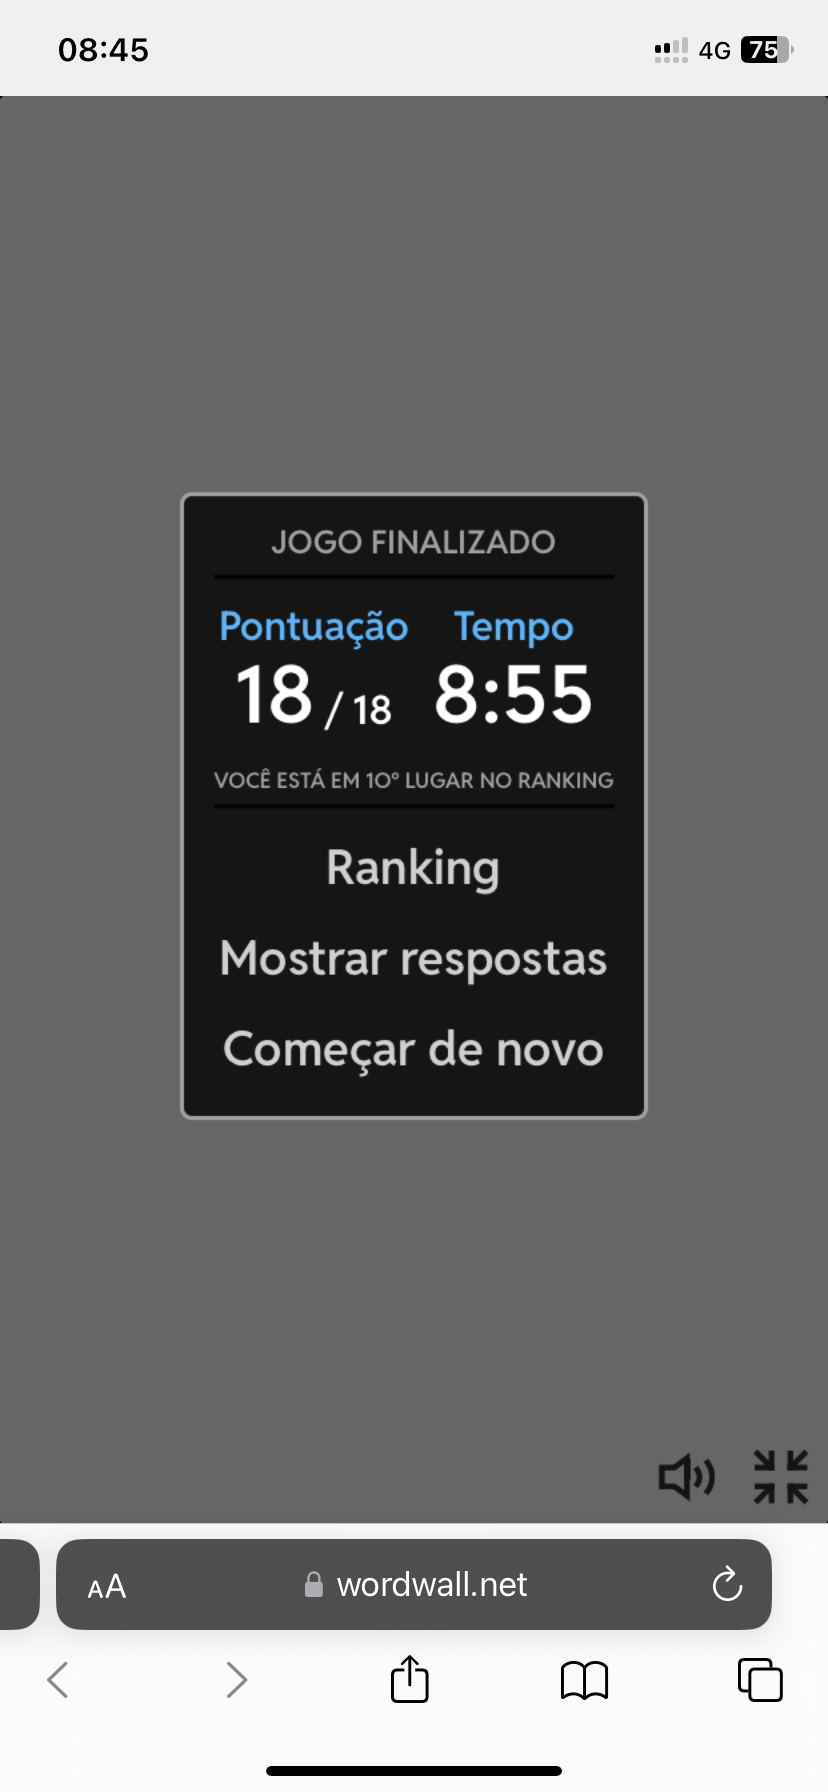 08:45
4G 75
JOGO FINALIZADO
Pontuação Tempo
18 / 18 8:55
VOCÊ ESTÁ EM 10º LUGAR NO RANKING
Ranking
Mostrar respostas
Começar de novo
AA wordwall.net